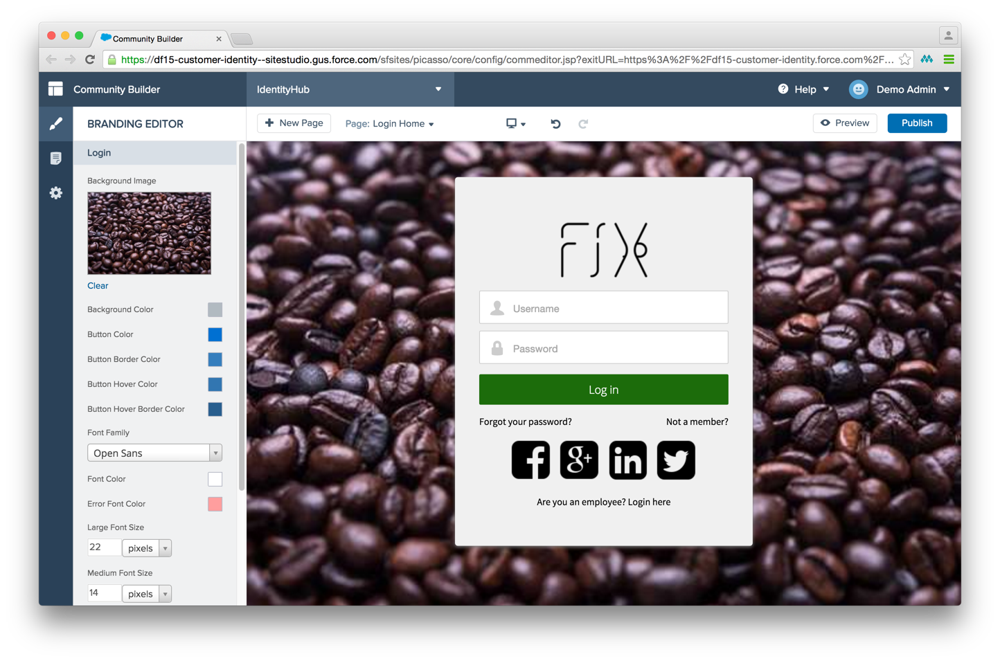 Community Builder
https://df15-customer-identity--sitestudio.gus.force.com/sfsites/picasso/core/config/commeditor.jsp?exitURL=https%3A%2F%2Fdf15-customer-identity.force.com%2F...
Community Builder
IdentityHub
Help
Demo Admin
BRANDING EDITOR
New Page
Page: Login Home
Preview
Publish
Login
Background Image
Clear
Background Color
Button Color
Button Border Color
Button Hover Color
Button Hover Border Color
Font Family
Open Sans
Font Color
Error Font Color
Large Font Size
22 pixels
Medium Font Size
14 pixels
Username
Password
Log in
Forgot your password? Not a member?
f g+ in
Are you an employee? Login here